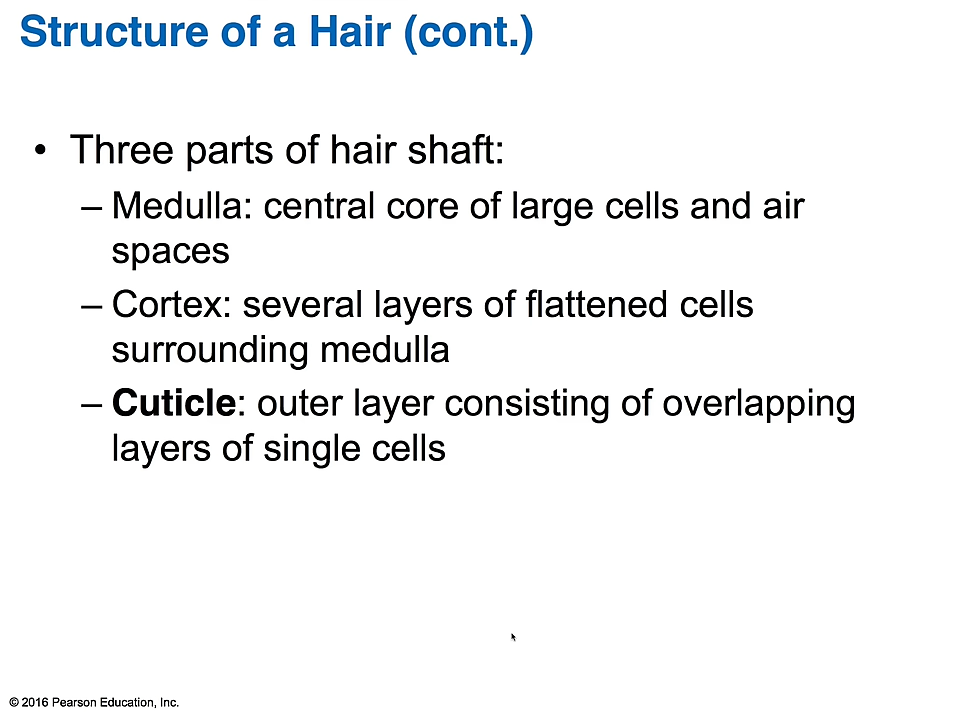 Structure of a Hair (cont.)
• Three parts of hair shaft:
– Medulla: central core of large cells and air
spaces
– Cortex: several layers of flattened cells
surrounding medulla
– Cuticle: outer layer consisting of overlapping
layers of single cells
© 2016 Pearson Education, Inc.